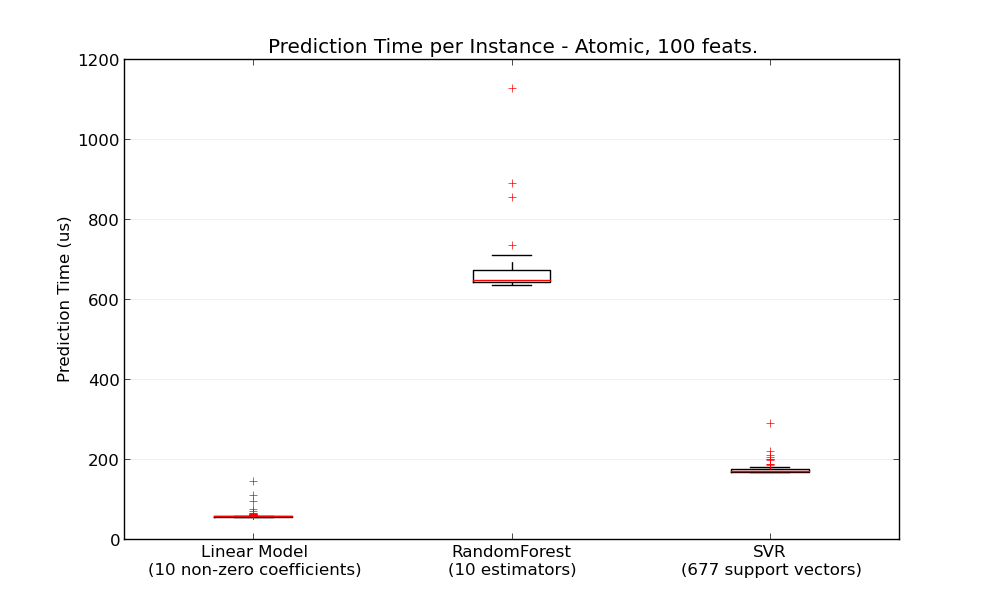 Prediction Time per Instance - Atomic, 100 feats.
1200
1000
800
600
400
200
0
Prediction Time (us)
Linear Model
(10 non-zero coefficients)
RandomForest
(10 estimators)
SVR
(677 support vectors)